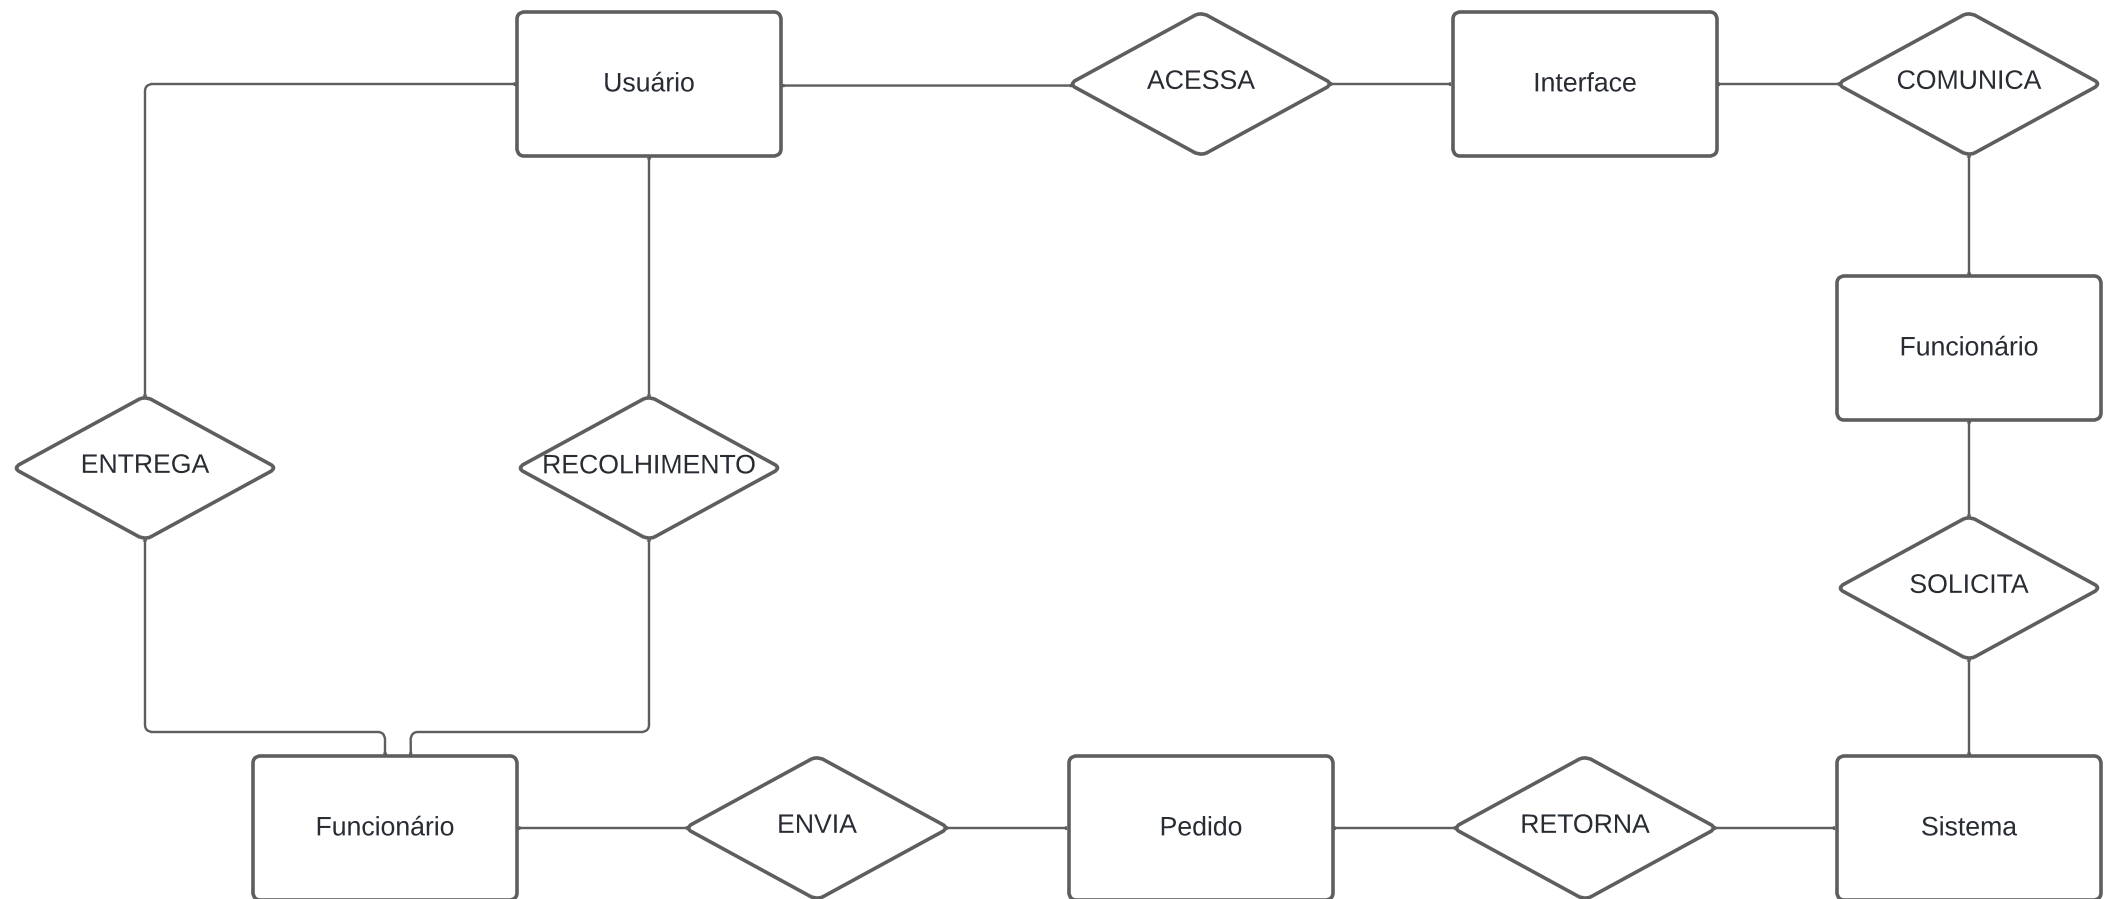 Usuário
ACESSA
Interface
COMUNICA
Funcionário
ENTREGA
RECOLHIMENTO
SOLICITA
Funcionário
ENVIA
Pedido
RETORNA
Sistema